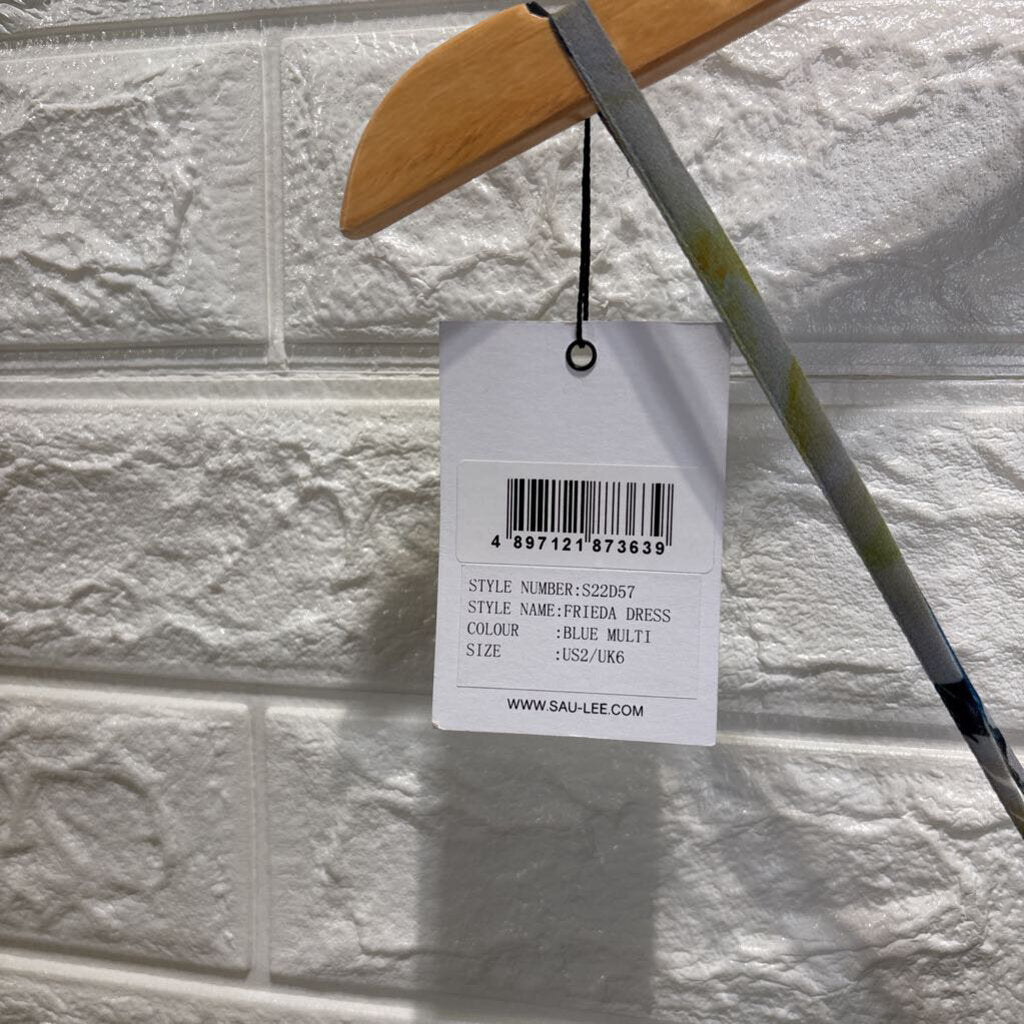 4 897121 873639
STYLE NUMBER:S22D57
STYLE NAME:FRIEDA DRESS
COLOUR :BLUE MULTI
SIZE :US2/UK6
WWW.SAU-LEE.COM